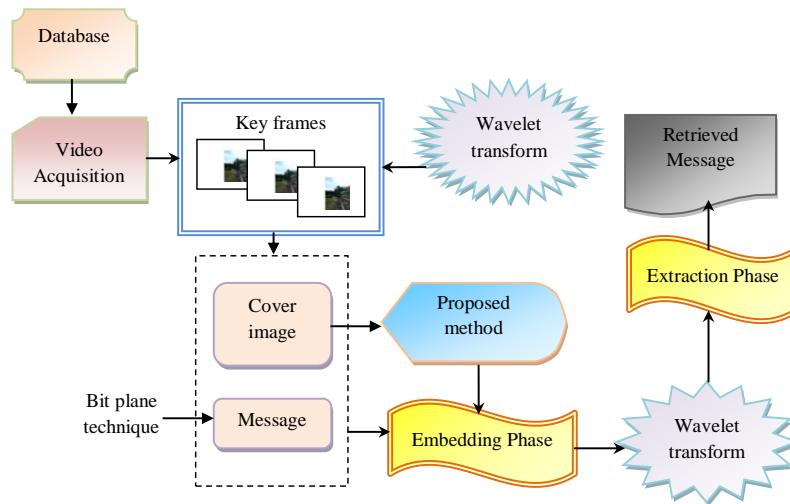 Database
Video
Acquisition
Key frames
Wavelet
transform
Retrieved
Message
Extraction Phase
Cover
image
Proposed
method
Bit plane
technique
Message
Embedding Phase
Wavelet
transform